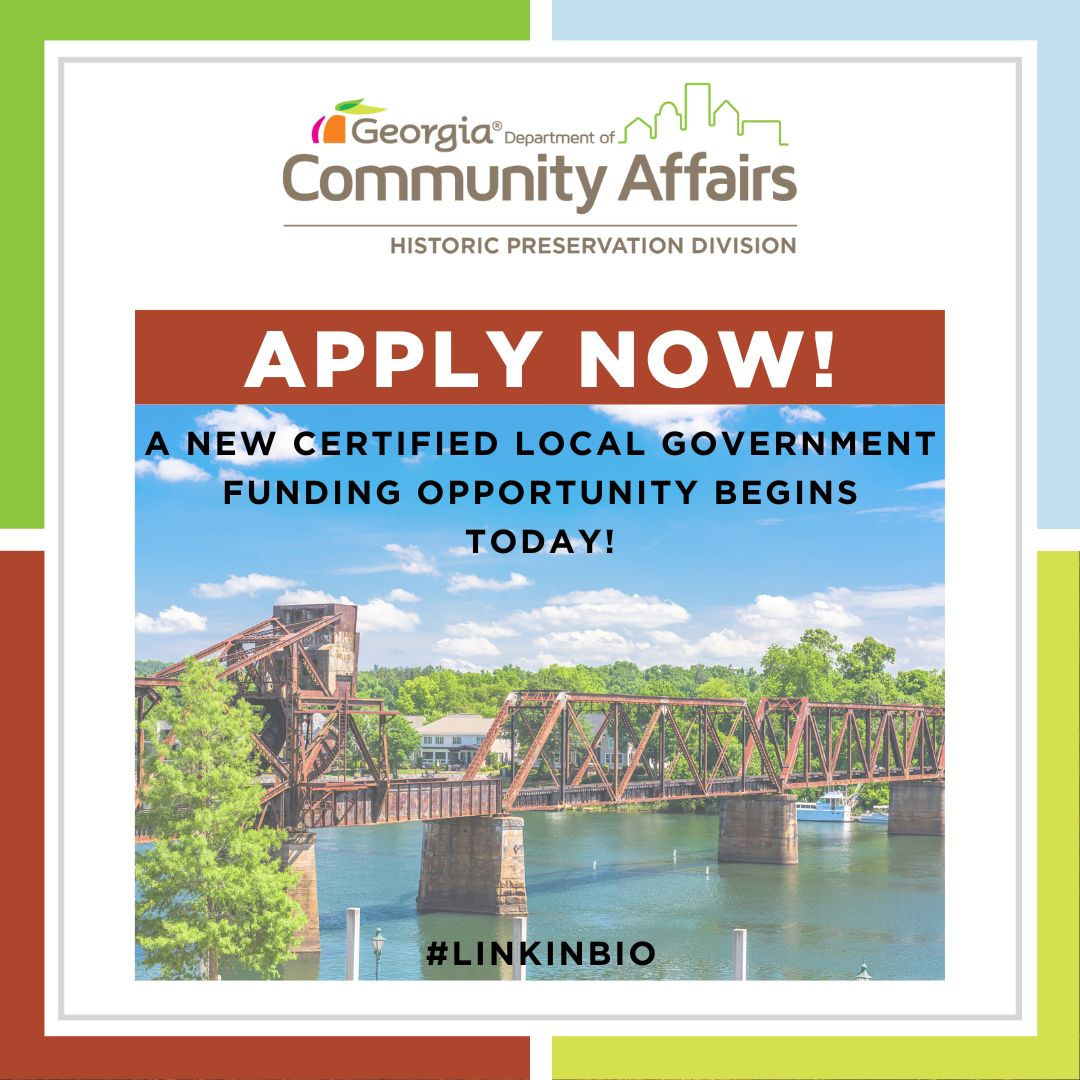 Georgia® Department of
Community Affairs
HISTORIC PRESERVATION DIVISION
APPLY NOW!
A NEW CERTIFIED LOCAL GOVERNMENT
FUNDING OPPORTUNITY BEGINS
TODAY!
#LINKINBIO